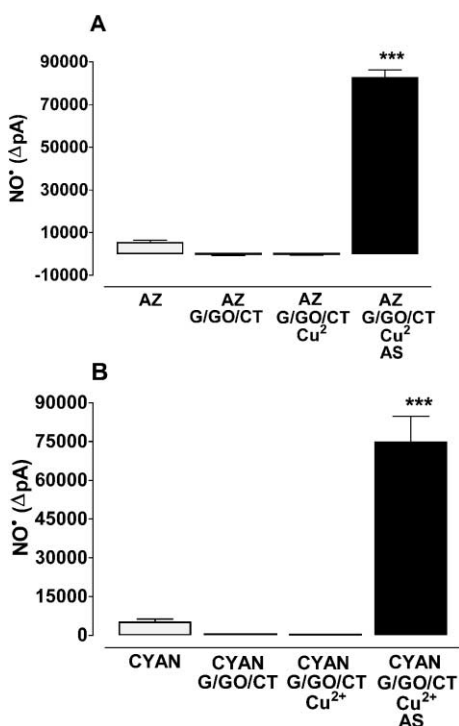 A
NO• (ΔpA)
90000
70000
50000
30000
10000
-10000
***
AZ
AZ
G/GO/CT
AZ
G/GO/CT
Cu²
AZ
G/GO/CT
Cu²
AS
B
NO• (ΔpA)
90000
75000
60000
45000
30000
15000
0
***
CYAN
CYAN
G/GO/CT
CYAN
G/GO/CT
Cu²⁺
CYAN
G/GO/CT
Cu²⁺
AS